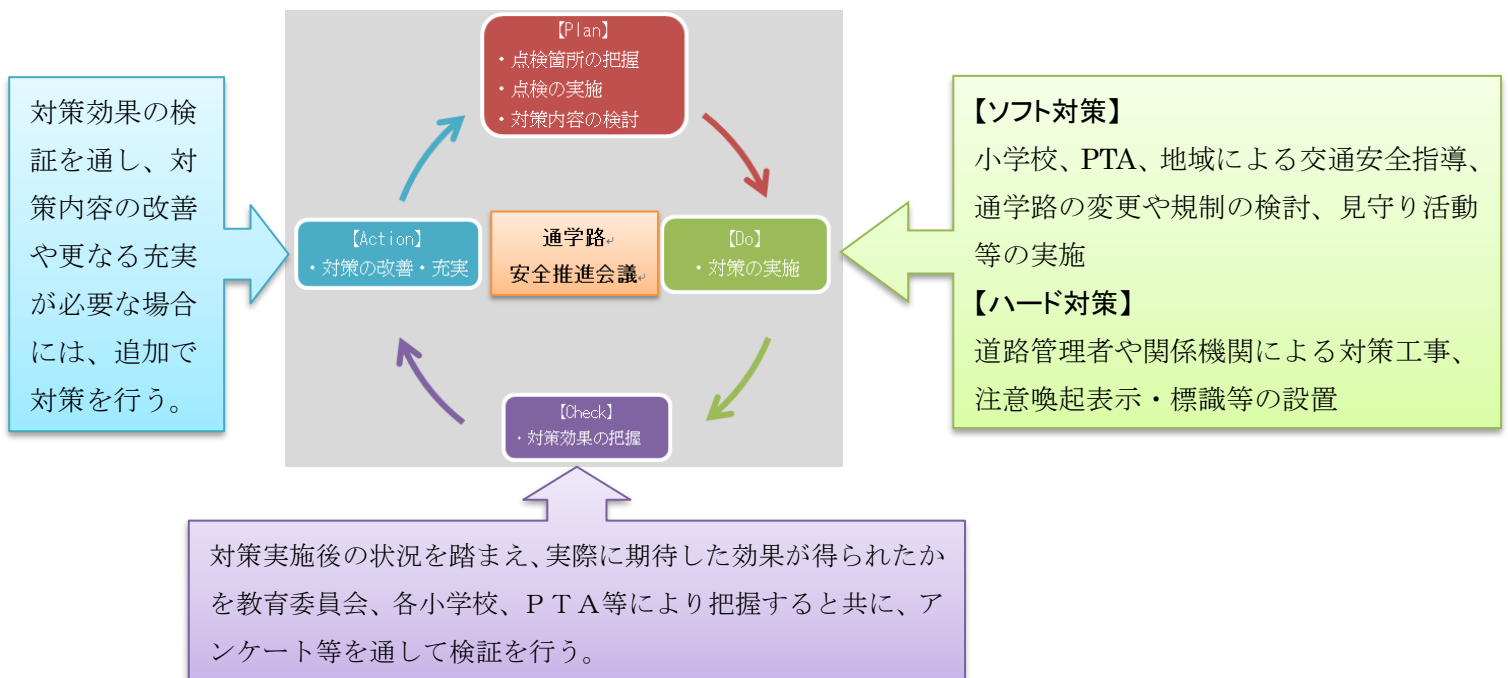 【Plan】
・点検箇所の把握
・点検の実施
・対策内容の検討
対策効果の検
証を通し、対
策内容の改善
や更なる充実
が必要な場合
には、追加で
対策を行う。
【Action】
・対策の改善・充実
通学路
安全推進会議
【Do】
・対策の実施
【ソフト対策】
小学校、PTA、地域による交通安全指導、
通学路の変更や規制の検討、見守り活動
等の実施
【ハード対策】
道路管理者や関係機関による対策工事、
注意喚起表示・標識等の設置
【Check】
・対策効果の把握
対策実施後の状況を踏まえ、実際に期待した効果が得られたか
を教育委員会、各小学校、ＰＴＡ等により把握すると共に、ア
ンケート等を通して検証を行う。